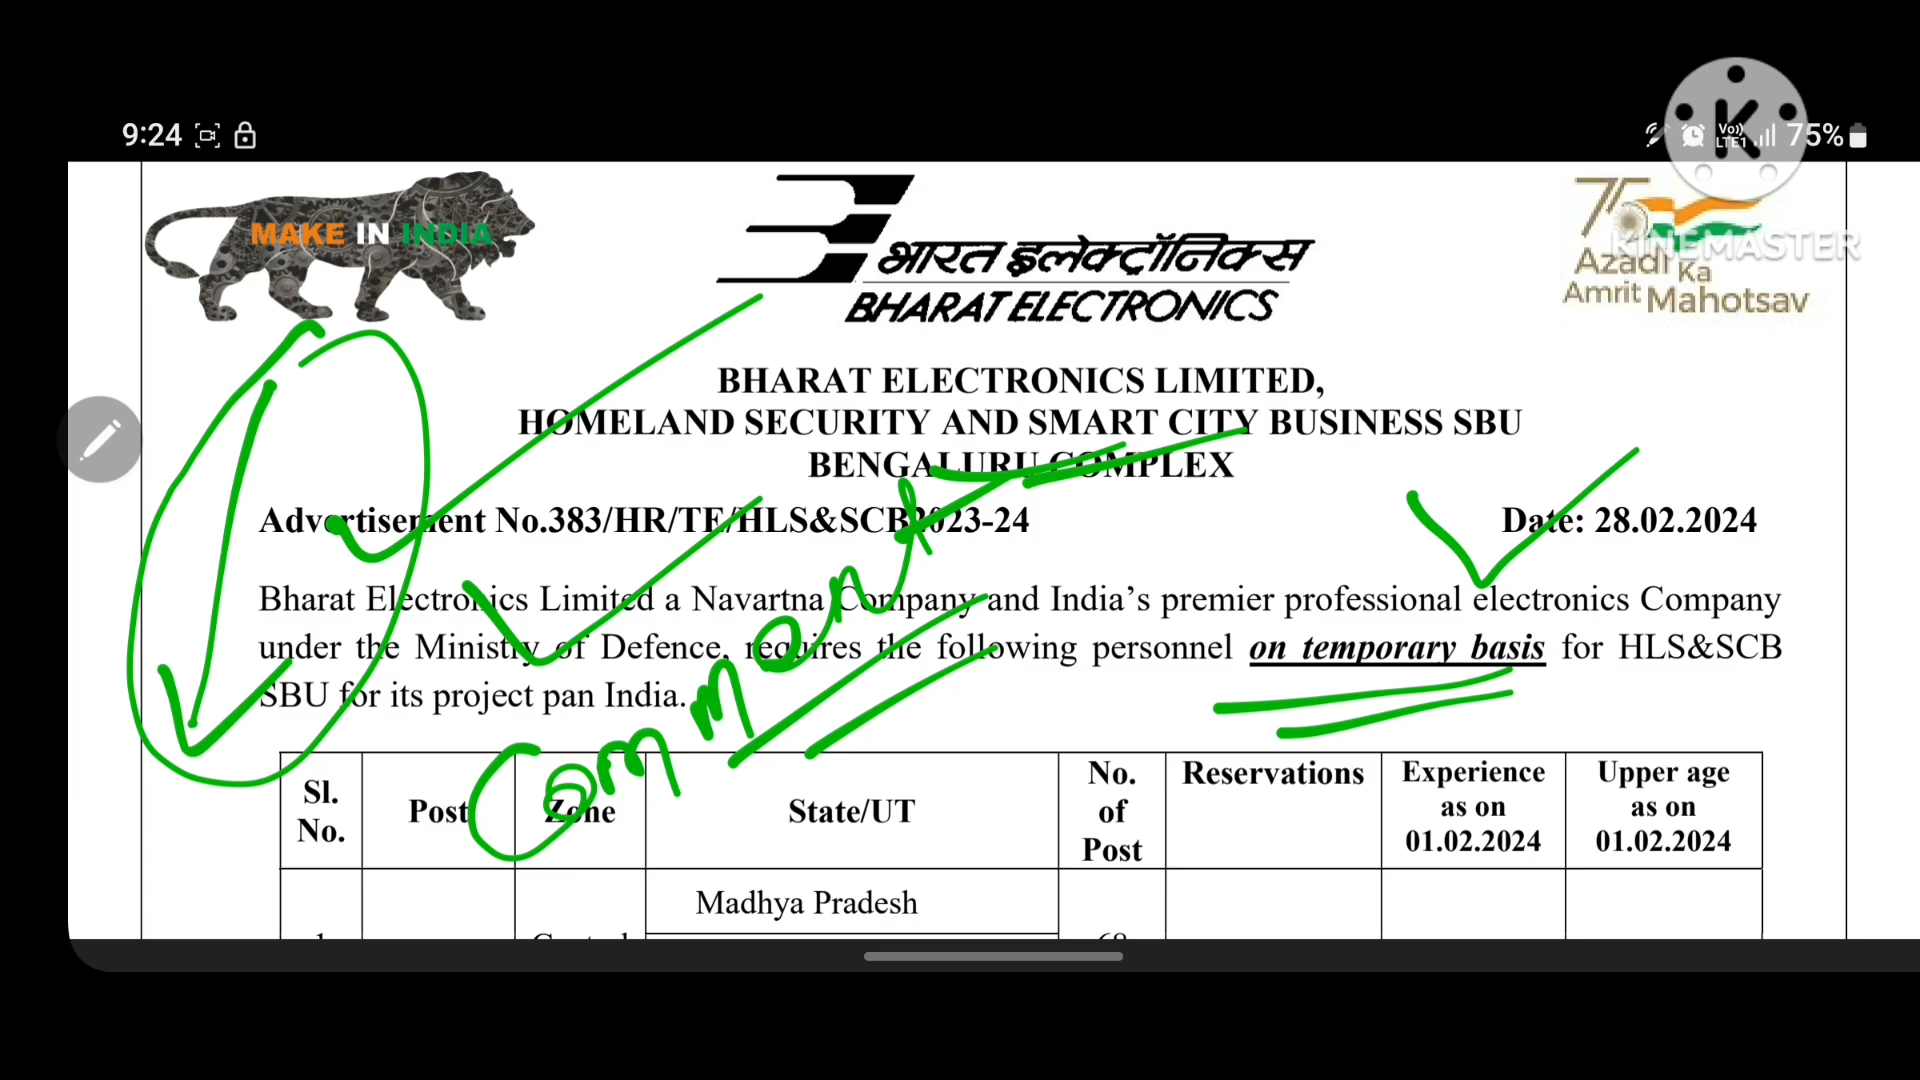 9:24
Vo)) LTE1 75%
K
KINEMASTER
MAKE IN INDIA
भारत इलेक्ट्रॉनिक्स
BHARAT ELECTRONICS
75
Azadi Ka
Amrit Mahotsav
BHARAT ELECTRONICS LIMITED,
HOMELAND SECURITY AND SMART CITY BUSINESS SBU
BENGALURU COMPLEX
Advertisement No.383/HR/TE/HLS&SCB2023-24 Date: 28.02.2024
Bharat Electronics Limited a Navartna Company and India’s premier professional electronics Company
under the Ministry of Defence, requires the following personnel on temporary basis for HLS&SCB
SBU for its project pan India.
Comment
Sl. No. Post Zone State/UT No. of Post Reservations Experience as on 01.02.2024 Upper age as on 01.02.2024
Madhya Pradesh